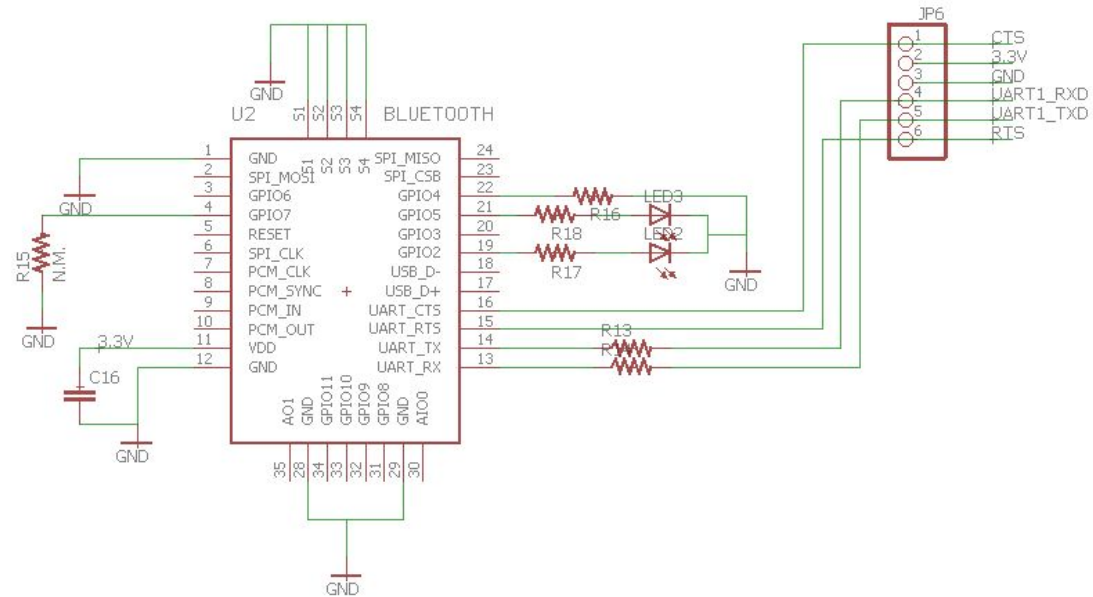 JP6
1 CTS
2 3.3V
3 GND
4 UART1_RXD
5 UART1_TXD
6 RTS
GND
U2
S1 S2 S3 S4
BLUETOOTH
S1 S2 S3 S4
1 GND
2 SPI_MOSI
3 GPIO6
4 GPIO7
5 RESET
6 SPI_CLK
7 PCM_CLK
8 PCM_SYNC
9 PCM_IN
10 PCM_OUT
11 VDD
12 GND
SPI_MISO 24
SPI_CSB 23
GPIO4 22
GPIO5 21
GPIO3 20
GPIO2 19
USB_D- 18
USB_D+ 17
UART_CTS 16
UART_RTS 15
UART_TX 14
UART_RX 13
GND
R15
N.M.
GND
3.3V
C16
GND
R16
LED3
R18
LED2
R17
GND
R13
AO1 GND GPIO11 GPIO10 GPIO9 GPIO8 GND AIO0
35 28 34 33 32 31 29 30
GND